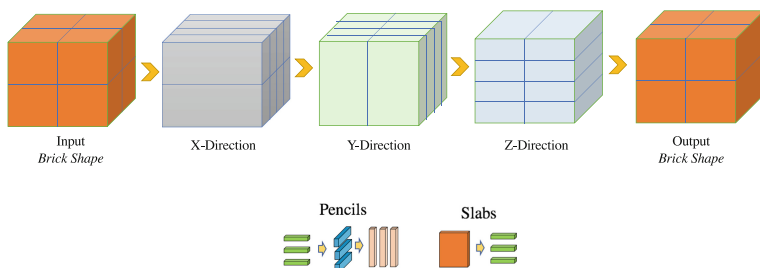 Input
Brick Shape
X-Direction
Y-Direction
Z-Direction
Output
Brick Shape
Pencils
Slabs